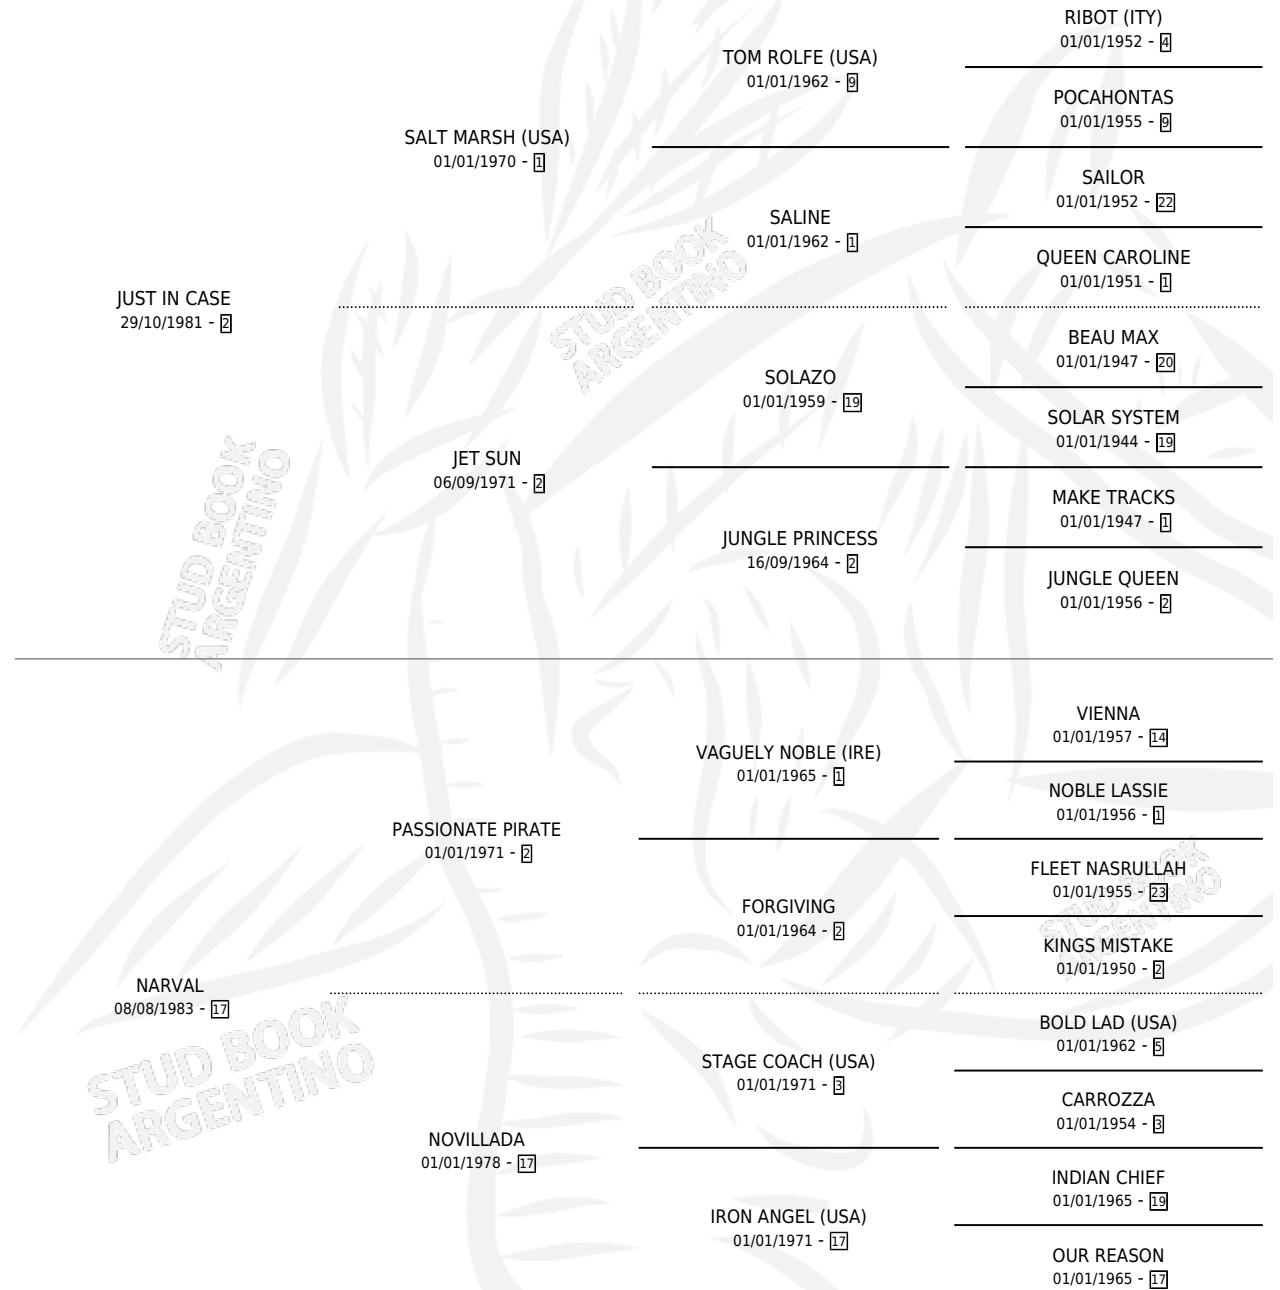 RIBOT (ITY)
01/01/1952 - 4
TOM ROLFE (USA)
01/01/1962 - 9
POCAHONTAS
01/01/1955 - 9
SALT MARSH (USA)
01/01/1970 - 1
SAILOR
01/01/1952 - 22
SALINE
01/01/1962 - 1
QUEEN CAROLINE
01/01/1951 - 1
JUST IN CASE
29/10/1981 - 2
BEAU MAX
01/01/1947 - 20
SOLAZO
01/01/1959 - 19
SOLAR SYSTEM
01/01/1944 - 19
JET SUN
06/09/1971 - 2
MAKE TRACKS
01/01/1947 - 1
JUNGLE PRINCESS
16/09/1964 - 2
JUNGLE QUEEN
01/01/1956 - 2
VIENNA
01/01/1957 - 14
VAGUELY NOBLE (IRE)
01/01/1965 - 1
NOBLE LASSIE
01/01/1956 - 1
PASSIONATE PIRATE
01/01/1971 - 2
FLEET NASRULLAH
01/01/1955 - 23
FORGIVING
01/01/1964 - 2
KINGS MISTAKE
01/01/1950 - 2
NARVAL
08/08/1983 - 17
BOLD LAD (USA)
01/01/1962 - 5
STAGE COACH (USA)
01/01/1971 - 3
CARROZZA
01/01/1954 - 3
NOVILLADA
01/01/1978 - 17
INDIAN CHIEF
01/01/1965 - 19
IRON ANGEL (USA)
01/01/1971 - 17
OUR REASON
01/01/1965 - 17
STUD BOOK
ARGENTINO
STUD BOOK
ARGENTINO
STUD BOOK
ARGENTINO
STUD BOOK
ARGENTINO